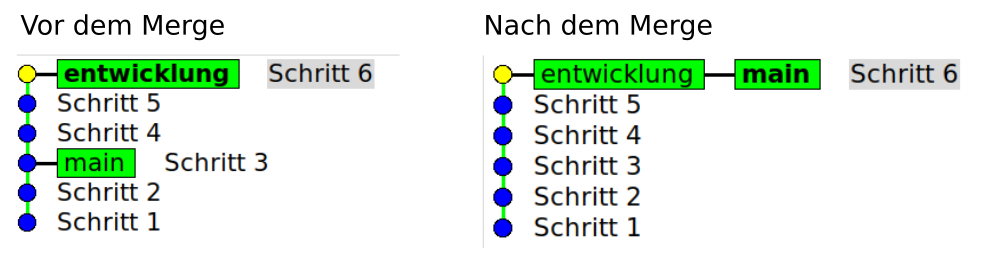 Vor dem Merge
entwicklung Schritt 6
Schritt 5
Schritt 4
main Schritt 3
Schritt 2
Schritt 1
Nach dem Merge
entwicklung main Schritt 6
Schritt 5
Schritt 4
Schritt 3
Schritt 2
Schritt 1